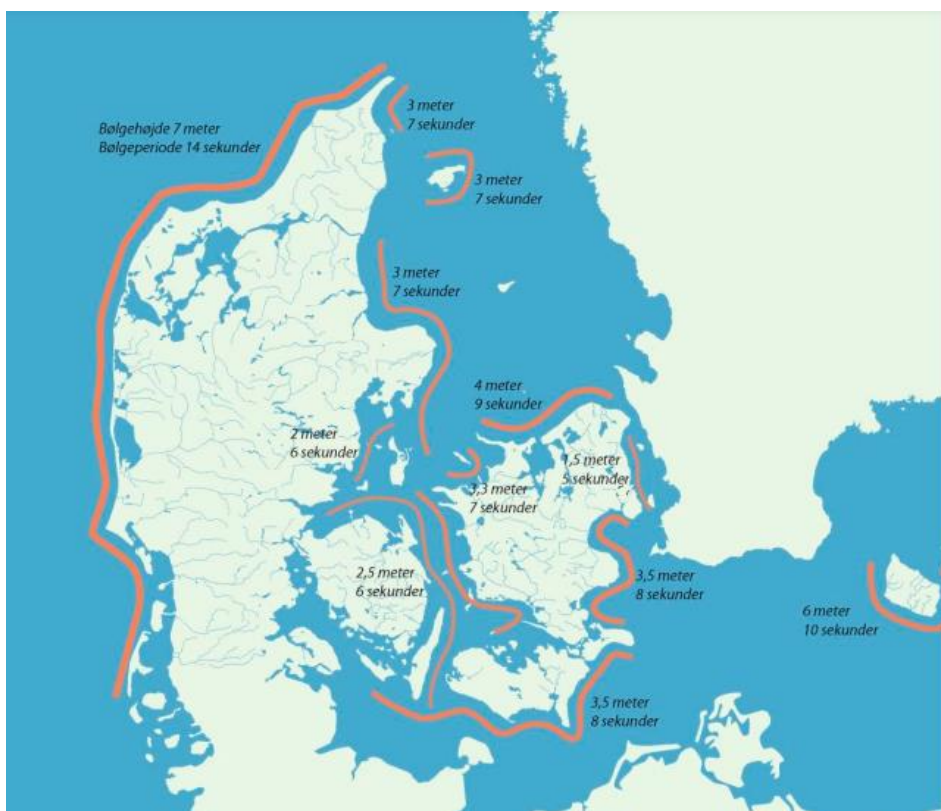 3 meter
7 sekunder
Bølgehøjde 7 meter
Bølgeperiode 14 sekunder
3 meter
7 sekunder
3 meter
7 sekunder
4 meter
9 sekunder
2 meter
6 sekunder
1,5 meter
5 sekunder
3,3 meter
7 sekunder
2,5 meter
6 sekunder
3,5 meter
8 sekunder
6 meter
10 sekunder
3,5 meter
8 sekunder